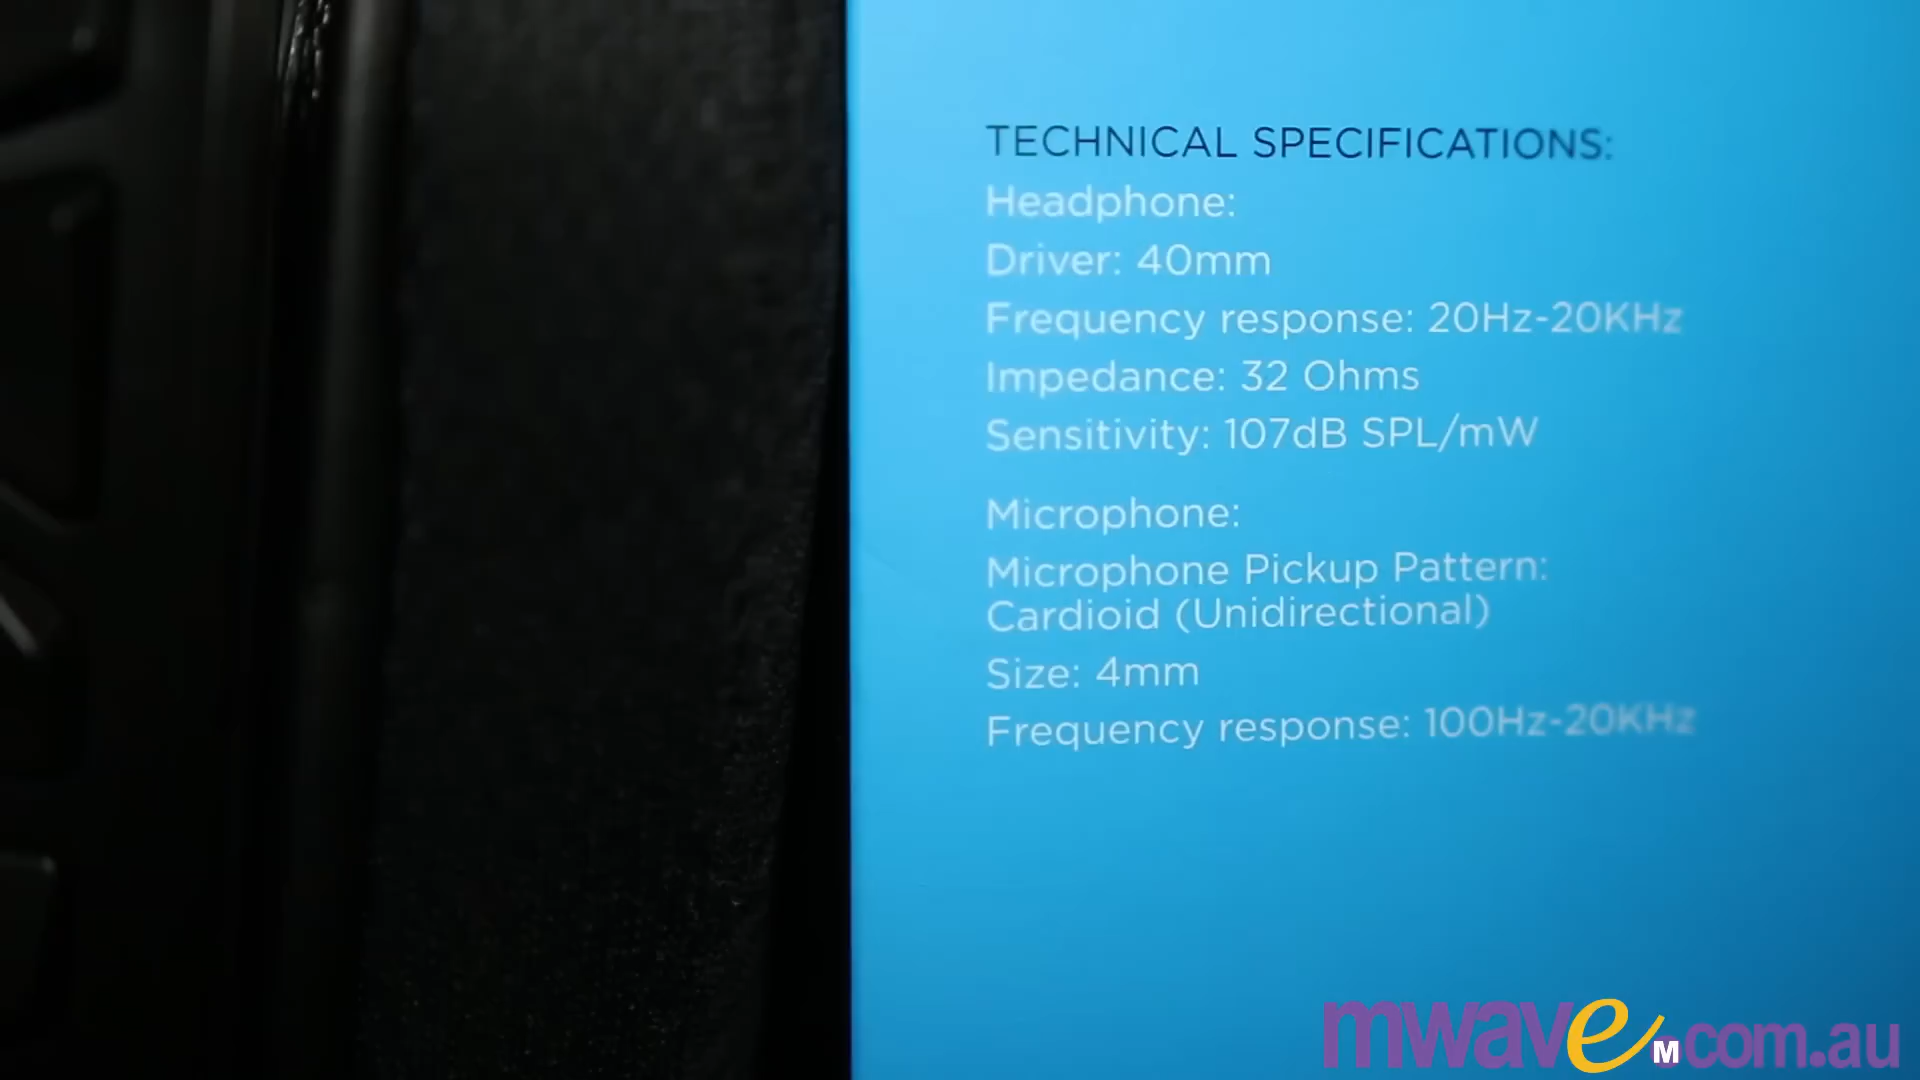 TECHNICAL SPECIFICATIONS:
Headphone:
Driver: 40mm
Frequency response: 20Hz-20KHz
Impedance: 32 Ohms
Sensitivity: 107dB SPL/mW
Microphone:
Microphone Pickup Pattern:
Cardioid (Unidirectional)
Size: 4mm
Frequency response: 100Hz-20KHz
mwave.com.au
M